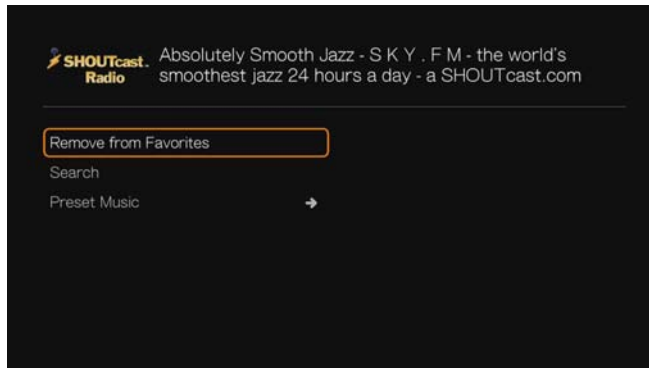 SHOUTcast.
Radio
Absolutely Smooth Jazz - S K Y . F M - the world's
smoothest jazz 24 hours a day - a SHOUTcast.com
Remove from Favorites
Search
Preset Music